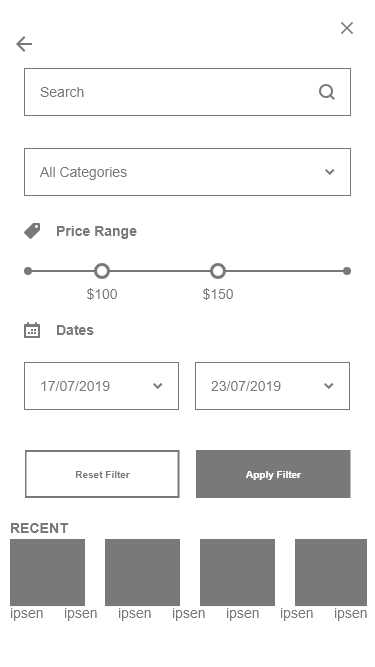 Search
All Categories
Price Range
$100 $150
Dates
17/07/2019 23/07/2019
Reset Filter Apply Filter
RECENT
ipsen ipsen ipsen ipsen ipsen ipsen ipsen